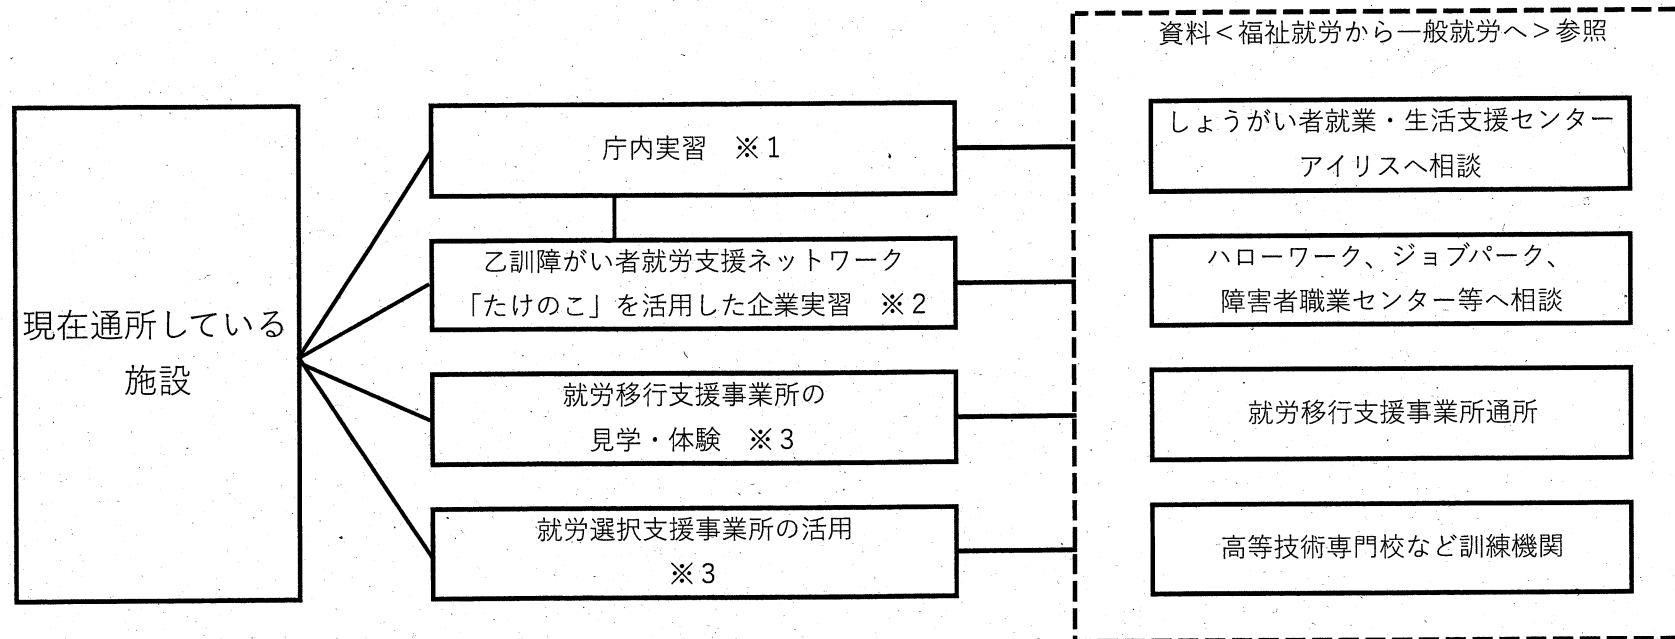 資料＜福祉就労から一般就労へ＞参照
現在通所している
施設
庁内実習　※１
乙訓障がい者就労支援ネットワーク
「たけのこ」を活用した企業実習　※２
就労移行支援事業所の
見学・体験　※３
就労選択支援事業所の活用
※３
しょうがい者就業・生活支援センター
アイリスへ相談
ハローワーク、ジョブパーク、
障害者職業センター等へ相談
就労移行支援事業所通所
高等技術専門校など訓練機関